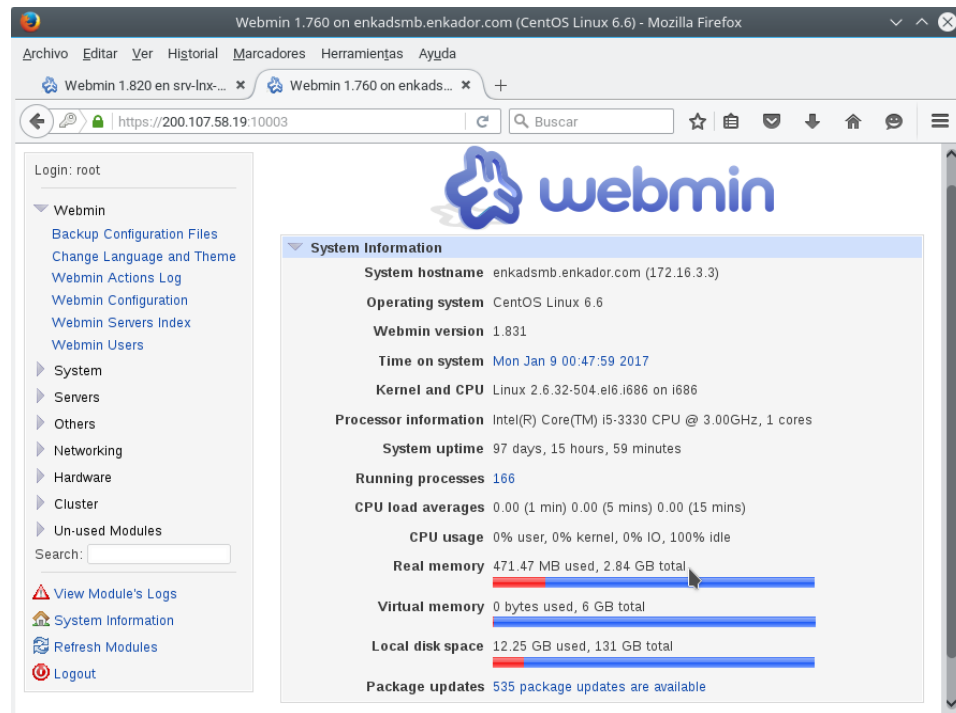 Webmin 1.760 on enkadsmb.enkador.com (CentOS Linux 6.6) - Mozilla Firefox
Archivo Editar Ver Historial Marcadores Herramientas Ayuda
Webmin 1.820 en srv-lnx-...
Webmin 1.760 on enkads...
https://200.107.58.19:10003
Buscar
Login: root
Webmin
Backup Configuration Files
Change Language and Theme
Webmin Actions Log
Webmin Configuration
Webmin Servers Index
Webmin Users
System
Servers
Others
Networking
Hardware
Cluster
Un-used Modules
Search:
View Module's Logs
System Information
Refresh Modules
Logout
webmin
System Information
System hostname enkadsmb.enkador.com (172.16.3.3)
Operating system CentOS Linux 6.6
Webmin version 1.831
Time on system Mon Jan 9 00:47:59 2017
Kernel and CPU Linux 2.6.32-504.el6.i686 on i686
Processor information Intel(R) Core(TM) i5-3330 CPU @ 3.00GHz, 1 cores
System uptime 97 days, 15 hours, 59 minutes
Running processes 166
CPU load averages 0.00 (1 min) 0.00 (5 mins) 0.00 (15 mins)
CPU usage 0% user, 0% kernel, 0% IO, 100% idle
Real memory 471.47 MB used, 2.84 GB total
Virtual memory 0 bytes used, 6 GB total
Local disk space 12.25 GB used, 131 GB total
Package updates 535 package updates are available